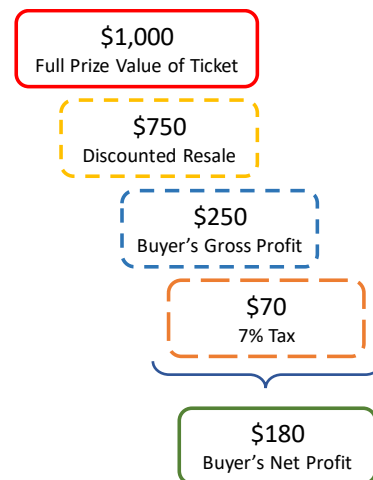 $1,000
Full Prize Value of Ticket
$750
Discounted Resale
$250
Buyer's Gross Profit
$70
7% Tax
$180
Buyer's Net Profit